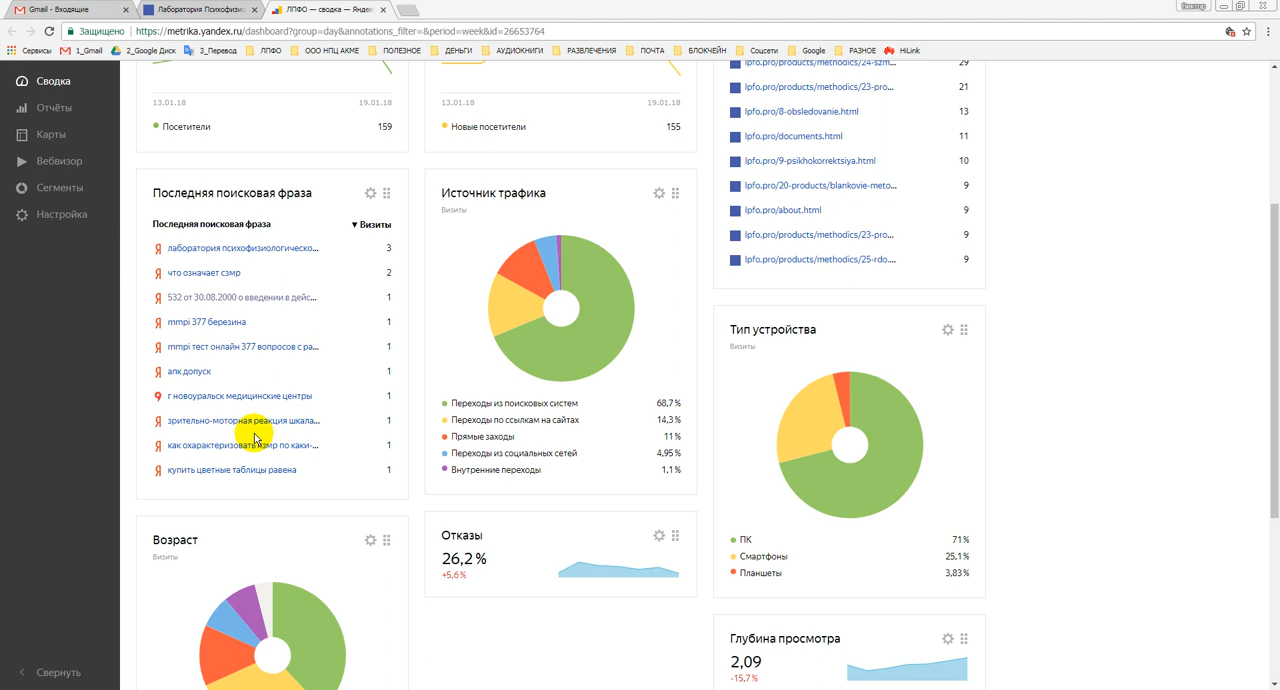 Gmail - Входящие
Лаборатория Психофизис
ЛПФО — сводка — Яндек
Виктор
Защищено
https://metrika.yandex.ru/dashboard?group=day&annotations_filter=&period=week&id=26653764
Сервисы
1_Gmail
2_Google Диск
3_Перевод
ЛПФО
ООО НПЦ АКМЕ
ПОЛЕЗНОЕ
ДЕНЬГИ
АУДИОКНИГИ
РАЗВЛЕЧЕНИЯ
ПОЧТА
БЛОКЧЕЙН
Соцсети
Google
РАЗНОЕ
HiLink
Сводка
Отчёты
Карты
Вебвизор
Сегменты
Настройка
Свернуть
13.01.18 19.01.18
Посетители 159
Последняя поисковая фраза
Последняя поисковая фраза ▼ Визиты
лаборатория психофизиологическо... 3
что означает сзмр 2
532 от 30.08.2000 о введении в дейс... 1
mmpi 377 березина 1
mmpi тест онлайн 377 вопросов с ра... 1
апк допуск 1
г новоуральск медицинские центры 1
зрительно-моторная реакция шкала... 1
как охарактеризовать пзмр по каки-... 1
купить цветные таблицы равена 1
Возраст
Визиты
13.01.18 19.01.18
Новые посетители 155
Источник трафика
Визиты
Переходы из поисковых систем 68,7%
Переходы по ссылкам на сайтах 14,3%
Прямые заходы 11%
Переходы из социальных сетей 4,95%
Внутренние переходы 1,1%
Отказы
26,2%
+5,6%
lpfo.pro/products/methodics/24-szm... 29
lpfo.pro/products/methodics/23-pro... 21
lpfo.pro/8-obsledovanie.html 13
lpfo.pro/documents.html 11
lpfo.pro/9-psikhokorrektsiya.html 10
lpfo.pro/20-products/blankovie-meto... 9
lpfo.pro/about.html 9
lpfo.pro/products/methodics/23-pro... 9
lpfo.pro/products/methodics/25-rdo.... 9
Тип устройства
Визиты
ПК 71%
Смартфоны 25,1%
Планшеты 3,83%
Глубина просмотра
2,09
-15,7%